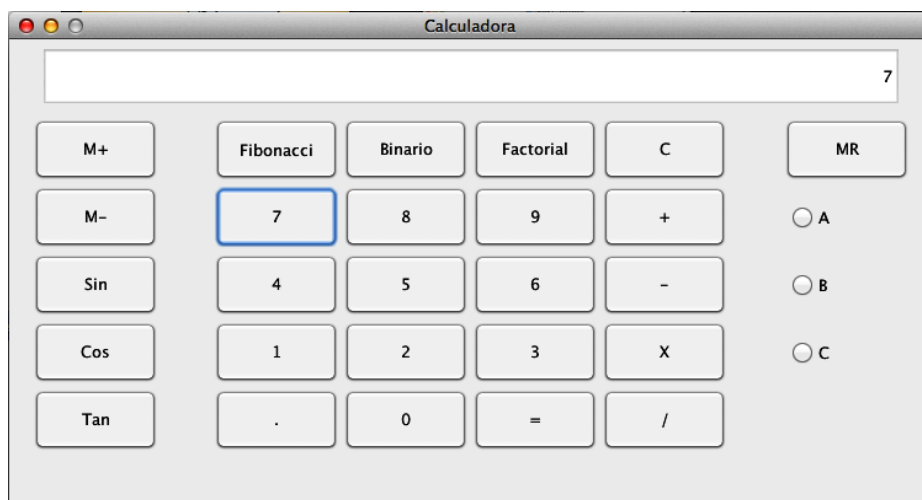 Calculadora
7
M+ Fibonacci Binario Factorial C MR
M- 7 8 9 + A
Sin 4 5 6 - B
Cos 1 2 3 X C
Tan . 0 = /